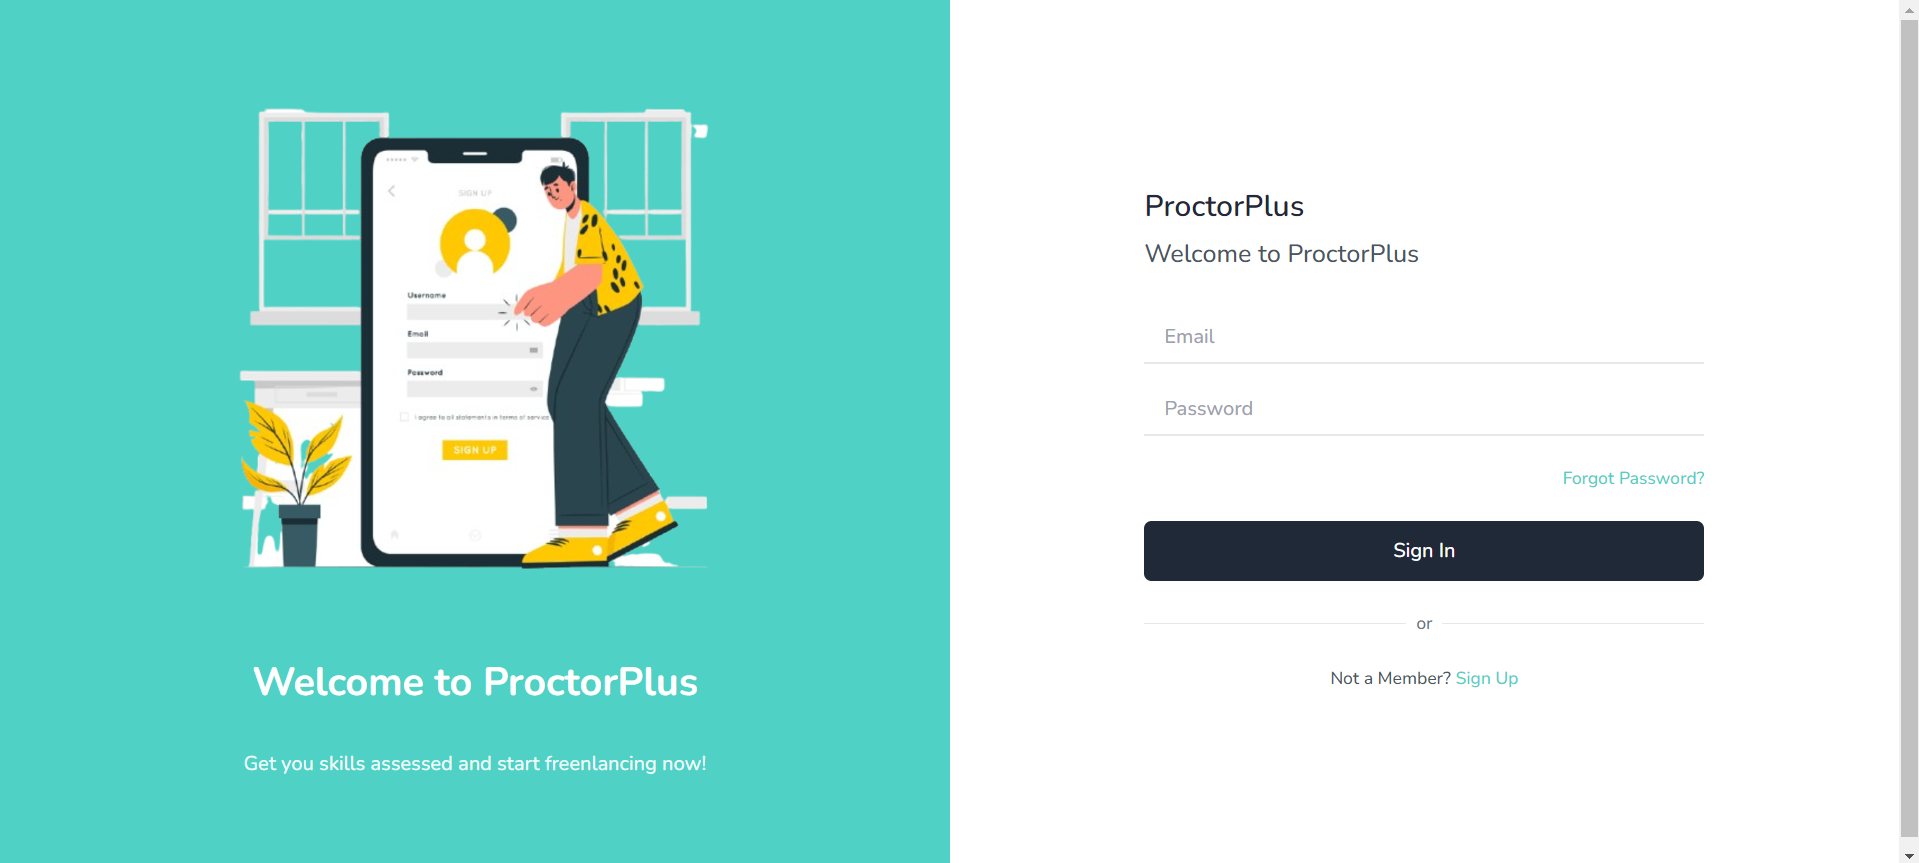 SIGN UP
Username
Email
Password
I agree to all statements in terms of service
SIGN UP
Welcome to ProctorPlus
Get you skills assessed and start freenlancing now!
ProctorPlus
Welcome to ProctorPlus
Email
Password
Forgot Password?
Sign In
or
Not a Member? Sign Up